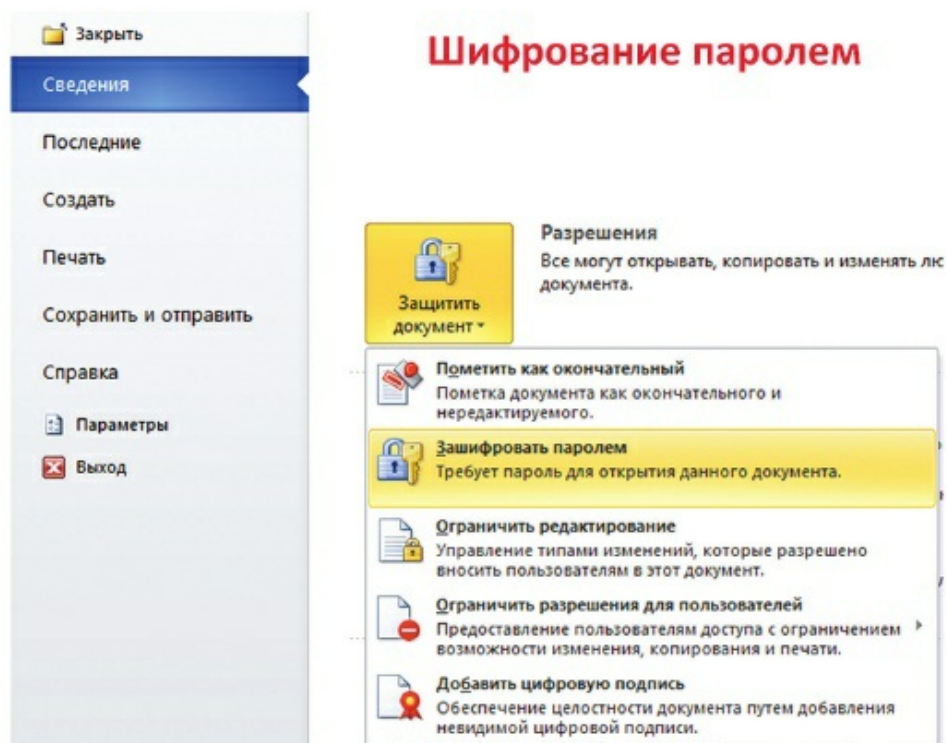 Закрыть
Сведения
Последние
Создать
Печать
Сохранить и отправить
Справка
Параметры
Выход
Шифрование паролем
Защитить
документ
Разрешения
Все могут открывать, копировать и изменять
документа.
Пометить как окончательный
Пометка документа как окончательного и
нередактируемого.
Зашифровать паролем
Требует пароль для открытия данного документа.
Ограничить редактирование
Управление типами изменений, которые разрешено
вносить пользователям в этот документ.
Ограничить разрешения для пользователей
Предоставление пользователям доступа с ограничением
возможности изменения, копирования и печати.
Добавить цифровую подпись
Обеспечение целостности документа путем добавления
невидимой цифровой подписи.